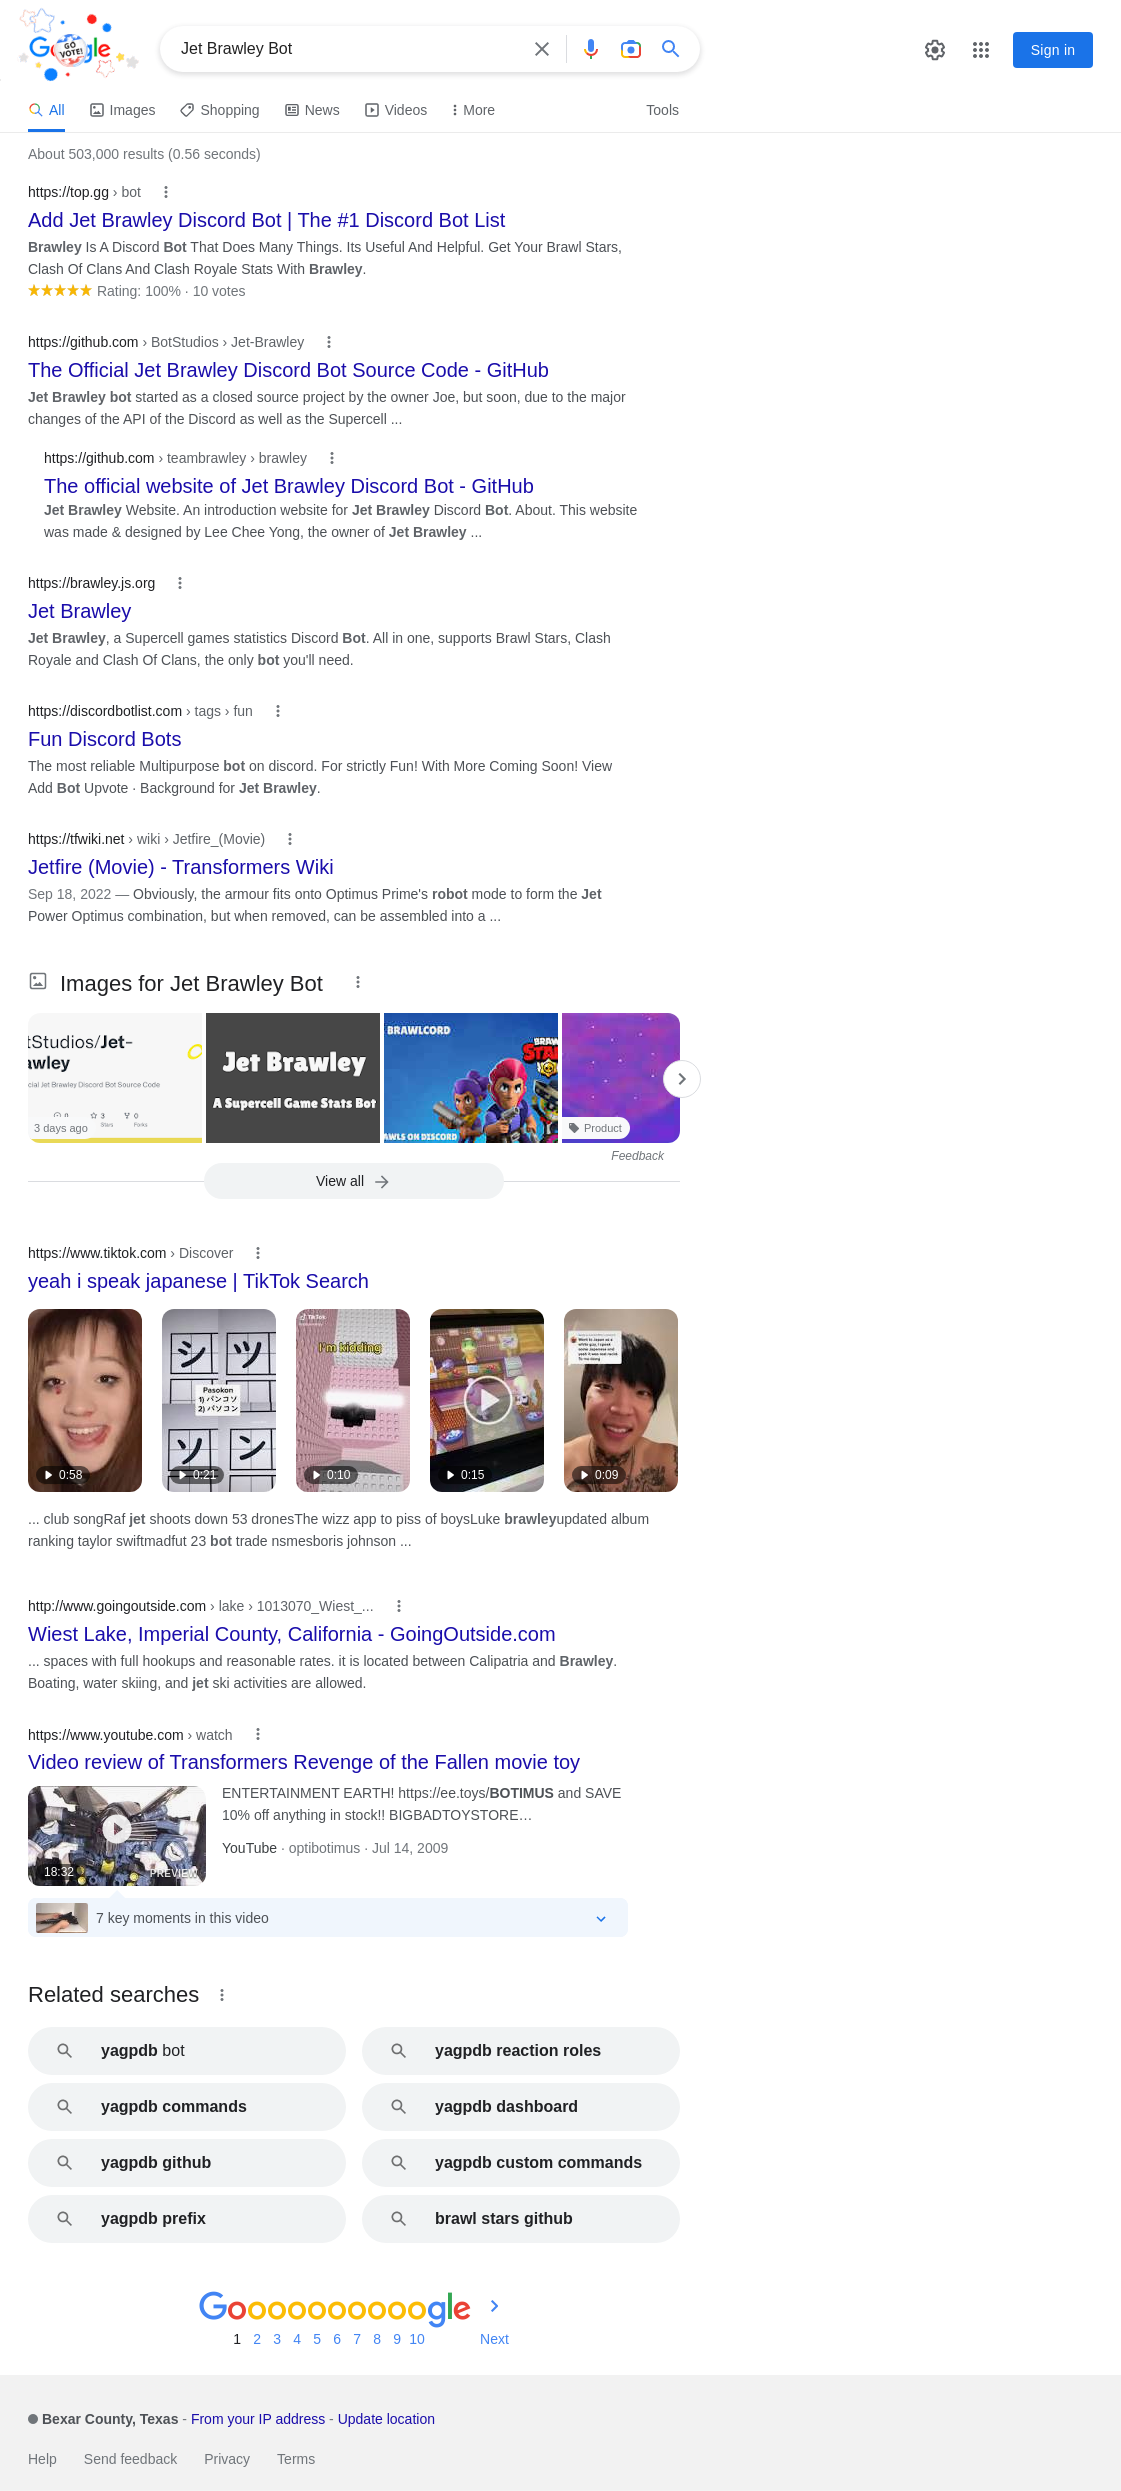 GO VOTE!
Jet Brawley Bot
Sign in
All
Images
Shopping
News
Videos
More
Tools
About 503,000 results (0.56 seconds)
https://top.gg › bot
Add Jet Brawley Discord Bot | The #1 Discord Bot List
Brawley Is A Discord Bot That Does Many Things. Its Useful And Helpful. Get Your Brawl Stars,
Clash Of Clans And Clash Royale Stats With Brawley.
Rating: 100% · 10 votes
https://github.com › BotStudios › Jet-Brawley
The Official Jet Brawley Discord Bot Source Code - GitHub
Jet Brawley bot started as a closed source project by the owner Joe, but soon, due to the major
changes of the API of the Discord as well as the Supercell ...
https://github.com › teambrawley › brawley
The official website of Jet Brawley Discord Bot - GitHub
Jet Brawley Website. An introduction website for Jet Brawley Discord Bot. About. This website
was made & designed by Lee Chee Yong, the owner of Jet Brawley ...
https://brawley.js.org
Jet Brawley
Jet Brawley, a Supercell games statistics Discord Bot. All in one, supports Brawl Stars, Clash
Royale and Clash Of Clans, the only bot you'll need.
https://discordbotlist.com › tags › fun
Fun Discord Bots
The most reliable Multipurpose bot on discord. For strictly Fun! With More Coming Soon! View
Add Bot Upvote · Background for Jet Brawley.
https://tfwiki.net › wiki › Jetfire_(Movie)
Jetfire (Movie) - Transformers Wiki
Sep 18, 2022 — Obviously, the armour fits onto Optimus Prime's robot mode to form the Jet
Power Optimus combination, but when removed, can be assembled into a ...
Images for Jet Brawley Bot
tStudios/Jet-
awley
cial Jet Brawley Discord Bot Source Code
0
3
Stars
0
Forks
3 days ago
Jet Brawley
A Supercell Game Stats Bot
BRAWLCORD
BRAW
STA
AWLS ON DISCORD
Product
Feedback
View all
https://www.tiktok.com › Discover
yeah i speak japanese | TikTok Search
0:58
シ ツ
Pasokon
1) パンコソ
2) パソコン
ソ ン
0:21
TikTok
I'm kidding
0:10
0:15
0:09
... club songRaf jet shoots down 53 dronesThe wizz app to piss of boysLuke brawleyupdated album
ranking taylor swiftmadfut 23 bot trade nsmesboris johnson ...
http://www.goingoutside.com › lake › 1013070_Wiest_...
Wiest Lake, Imperial County, California - GoingOutside.com
... spaces with full hookups and reasonable rates. it is located between Calipatria and Brawley.
Boating, water skiing, and jet ski activities are allowed.
https://www.youtube.com › watch
Video review of Transformers Revenge of the Fallen movie toy
18:32
PREVIEW
ENTERTAINMENT EARTH! https://ee.toys/BOTIMUS and SAVE
10% off anything in stock!! BIGBADTOYSTORE…
YouTube · optibotimus · Jul 14, 2009
7 key moments in this video
Related searches
yagpdb bot
yagpdb reaction roles
yagpdb commands
yagpdb dashboard
yagpdb github
yagpdb custom commands
yagpdb prefix
brawl stars github
Goooooooooogle
1 2 3 4 5 6 7 8 9 10 Next
Bexar County, Texas - From your IP address - Update location
Help
Send feedback
Privacy
Terms